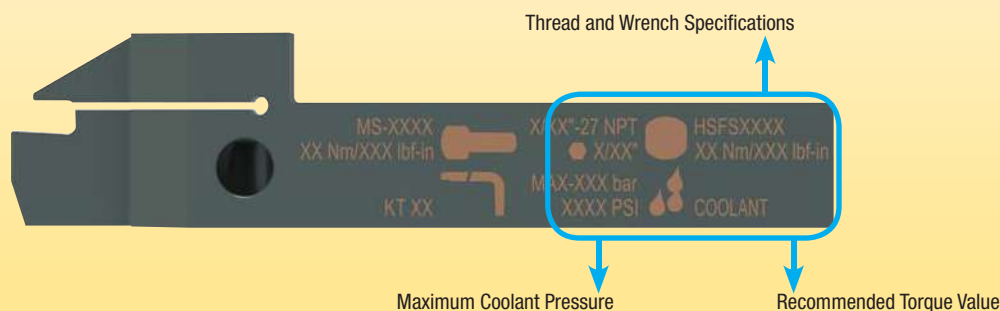 Thread and Wrench Specifications
MS-XXXX
XX Nm/XXX lbf-in
KT XX
X/XX"-27 NPT
X/XX"
HSFSXXXX
XX Nm/XXX lbf-in
MAX-XXX bar
XXXX PSI
COOLANT
Maximum Coolant Pressure
Recommended Torque Value